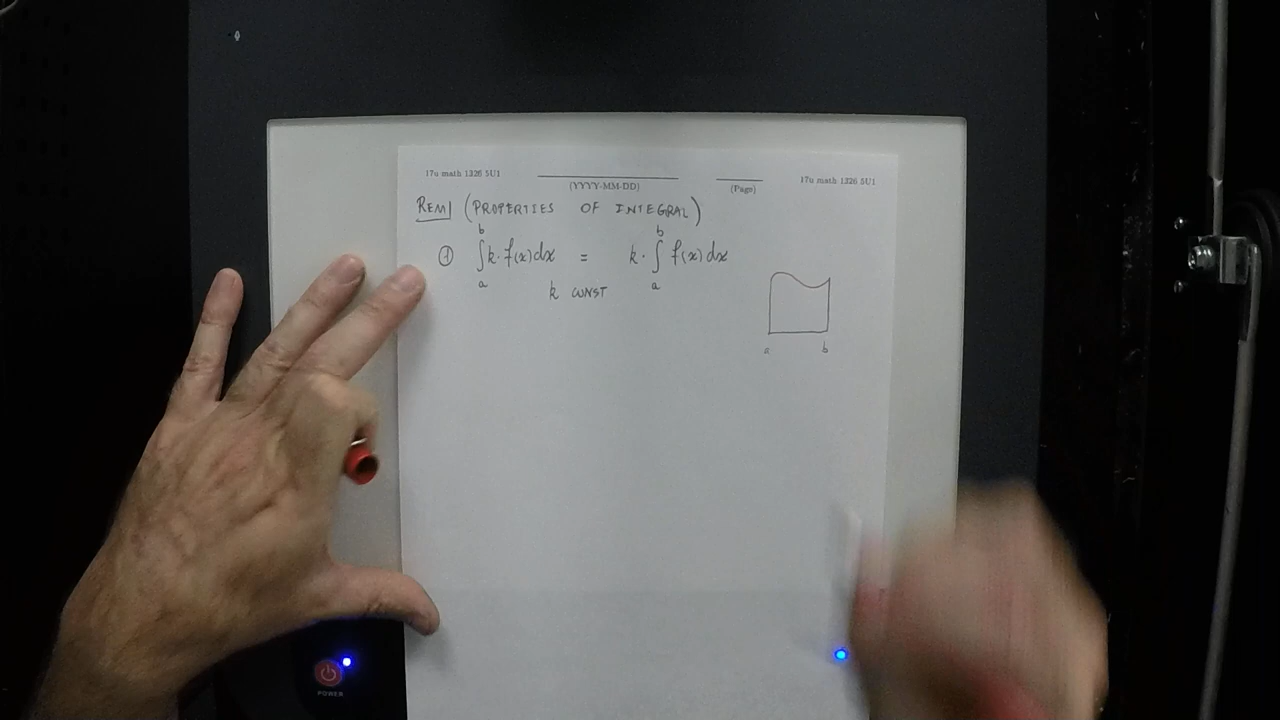 17u math 1326 5U1 (YYYY-MM-DD) (Page) 17u math 1326 5U1
REM (PROPERTIES OF INTEGRAL)
① ∫_a^b k·f(x)dx = k·∫_a^b f(x)dx
k CONST
a b
POWER